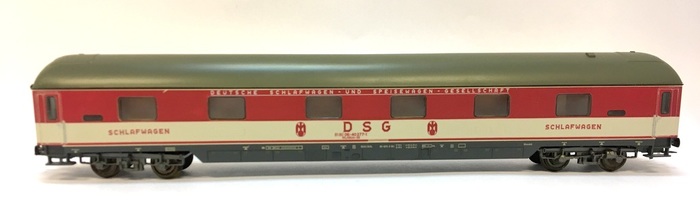 DEUTSCHE SCHLAFWAGEN - UND SPEISEWAGEN - GESELLSCHAFT
SCHLAFWAGEN DSG SCHLAFWAGEN